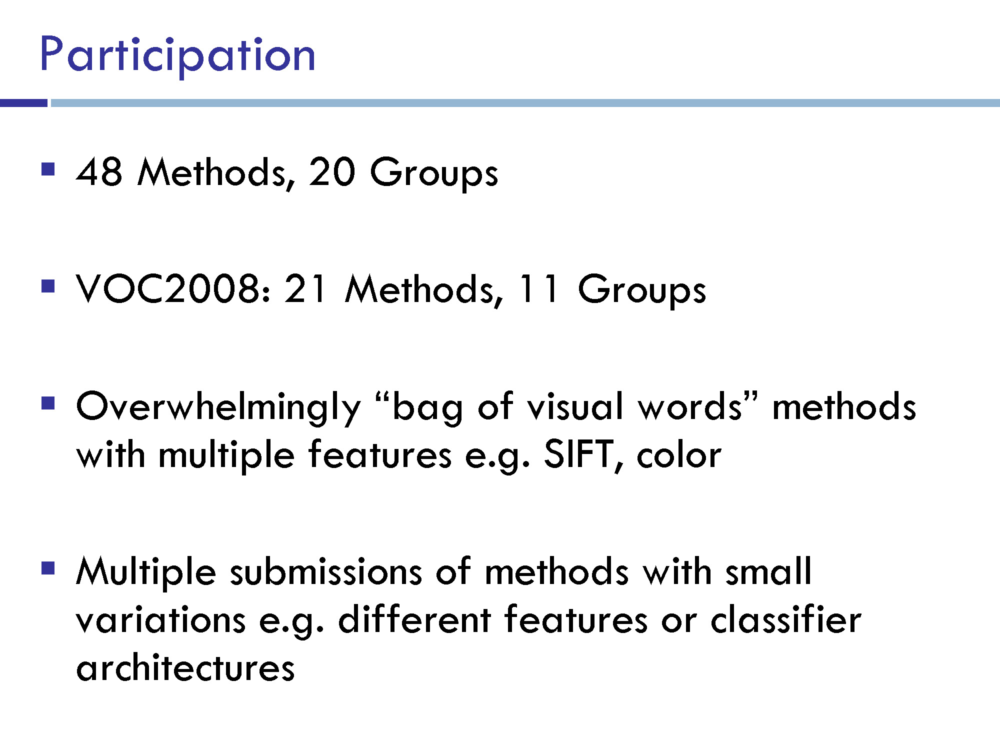 Participation
48 Methods, 20 Groups
VOC2008: 21 Methods, 11 Groups
Overwhelmingly “bag of visual words” methods
with multiple features e.g. SIFT, color
Multiple submissions of methods with small
variations e.g. different features or classifier
architectures